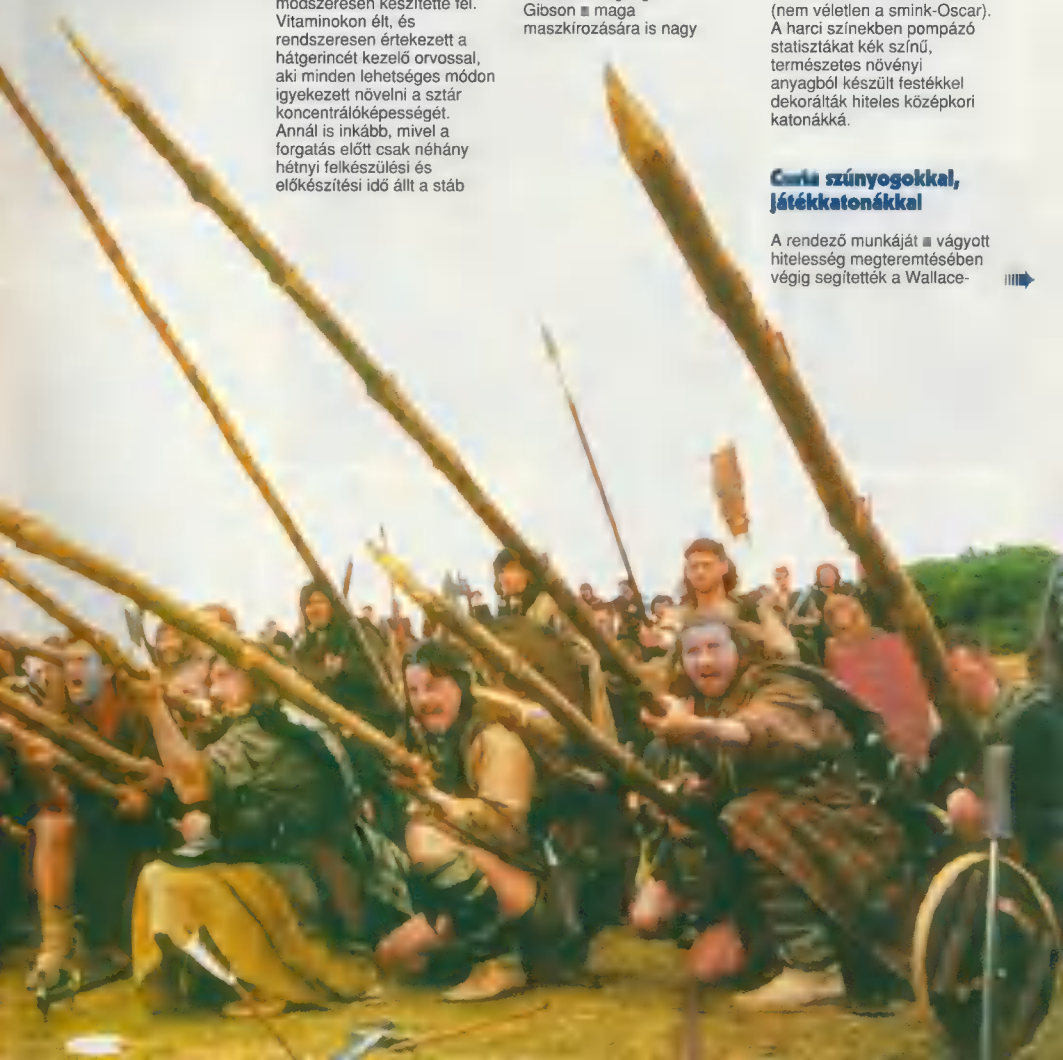 módszeresen készítette fel.
Vitaminokon élt, és
rendszeresen értekezett a
hátgerincét kezelő orvossal,
aki minden lehetséges módon
igyekezett növelni a sztár
koncentrálóképességét.
Annál is inkább, mivel a
forgatás előtt csak néhány
hétnyi felkészülési és
előkészítési idő állt a stáb
Gibson maga
maszkírozására is nagy
(nem véletlen a smink-Oscar).
A harci színekben pompázó
statisztákat kék színű,
természetes növényi
anyagból készült festékkel
dekorálták hiteles középkori
katonákká.
szúnyogokkal,
játékkatonákkal
A rendező munkáját vágyott
hitelesség megteremtésében
végig segítették a Wallace-